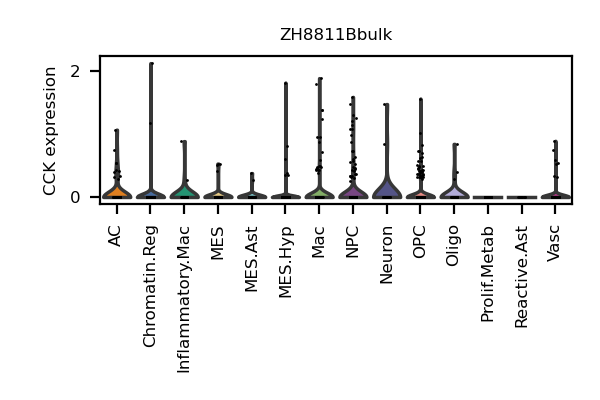 ZH8811Bbulk
CCK expression
2
0
AC
Chromatin.Reg
Inflammatory.Mac
MES
MES.Ast
MES.Hyp
Mac
NPC
Neuron
OPC
Oligo
Prolif.Metab
Reactive.Ast
Vasc